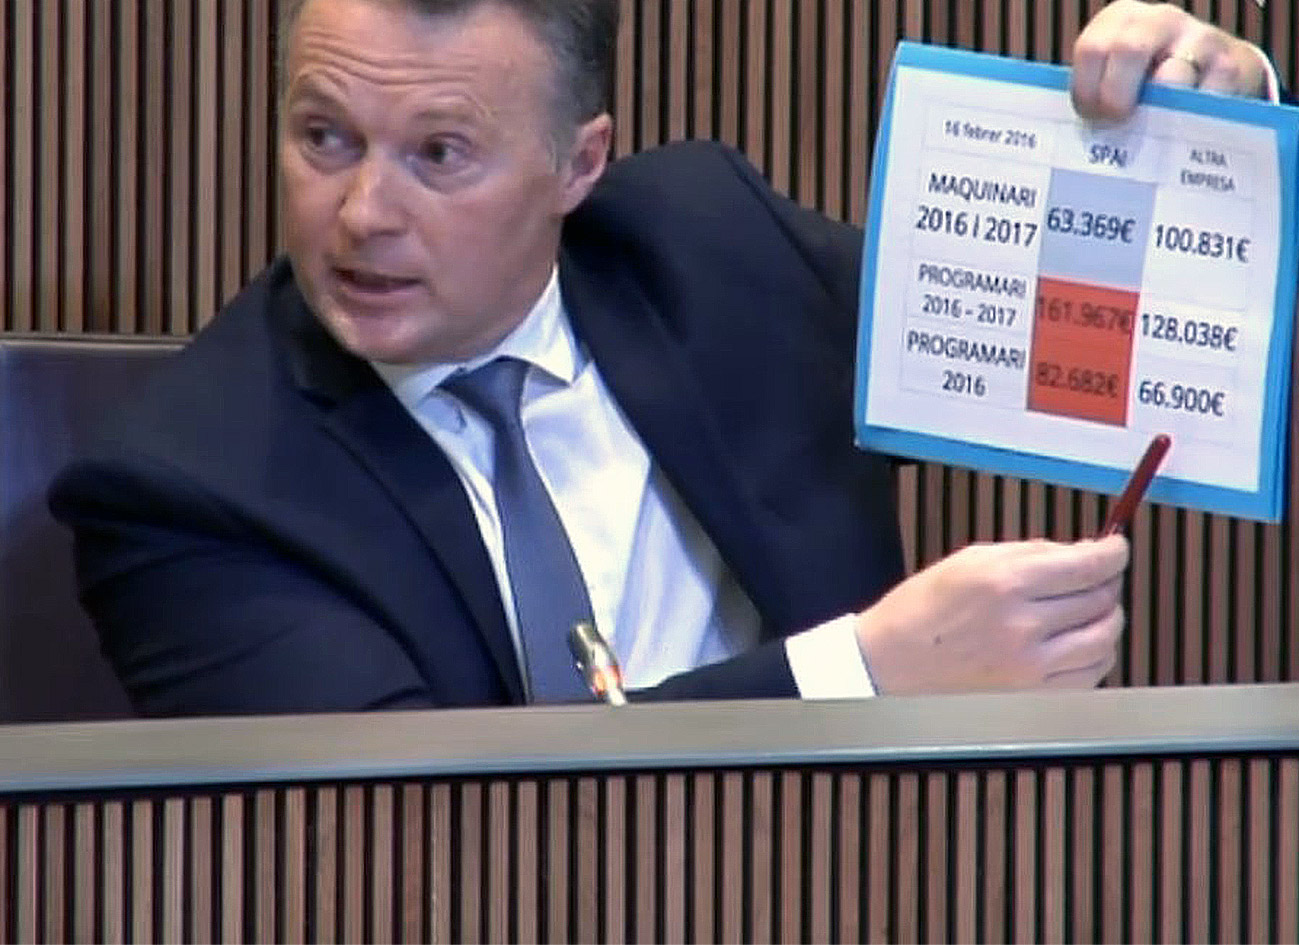 16 febrer 2016
SPAI
ALTRA
EMPRESA
MAQUINARI
2016 i 2017
63.369€
100.831€
PROGRAMARI
2016 - 2017
161.967€
128.038€
PROGRAMARI
2016
82.682€
66.900€